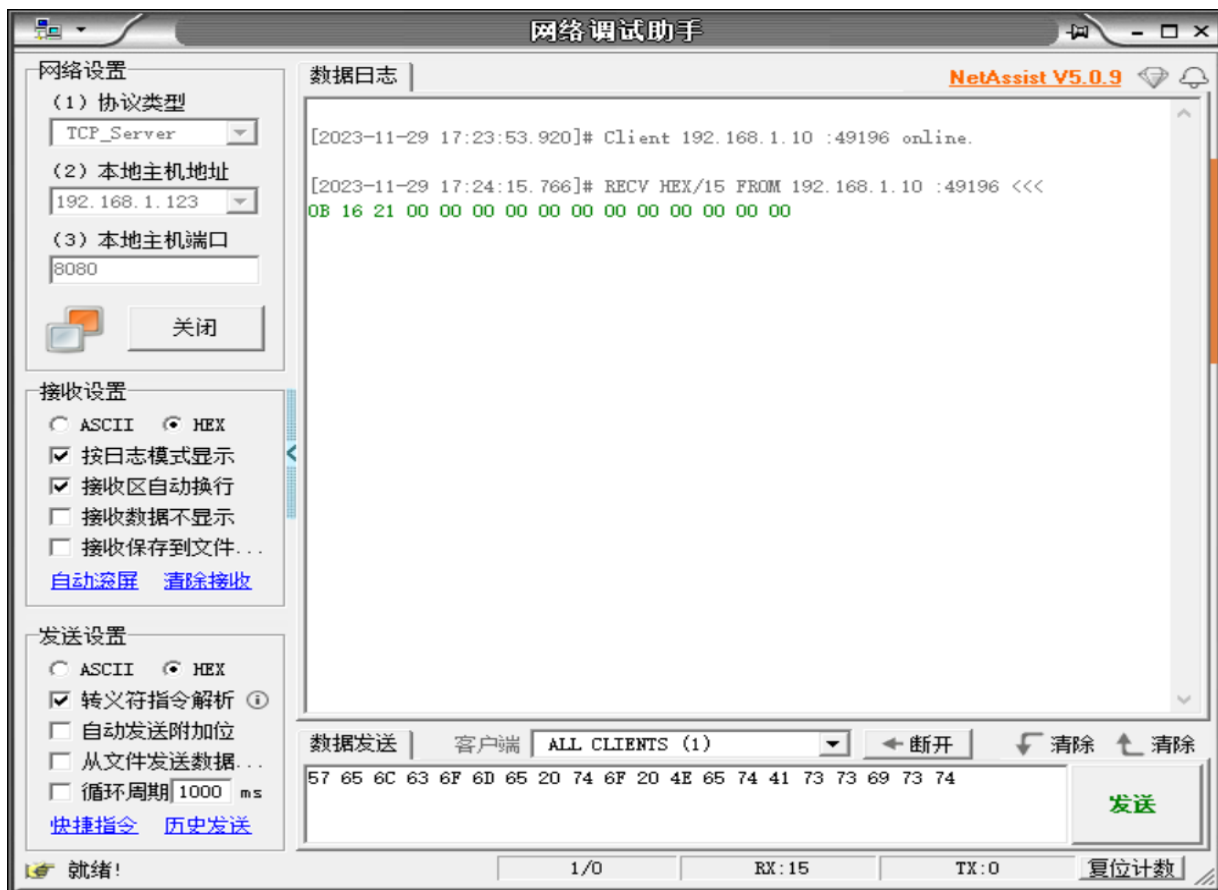 网络调试助手
网络设置
(1) 协议类型
TCP_Server
(2) 本地主机地址
192.168.1.123
(3) 本地主机端口
8080
关闭
接收设置
ASCII HEX
按日志模式显示
接收区自动换行
接收数据不显示
接收保存到文件...
自动滚屏 清除接收
发送设置
ASCII HEX
转义符指令解析
自动发送附加位
从文件发送数据...
循环周期 1000 ms
快捷指令 历史发送
数据日志
NetAssist V5.0.9
[2023-11-29 17:23:53.920]# Client 192.168.1.10 :49196 online.
[2023-11-29 17:24:15.766]# RECV HEX/15 FROM 192.168.1.10 :49196 <<<
0B 16 21 00 00 00 00 00 00 00 00 00 00 00 00
数据发送 客户端 ALL CLIENTS (1) 断开 清除 清除
57 65 6C 63 6F 6D 65 20 74 6F 20 4E 65 74 41 73 73 69 73 74
发送
就绪! 1/0 RX:15 TX:0 复位计数